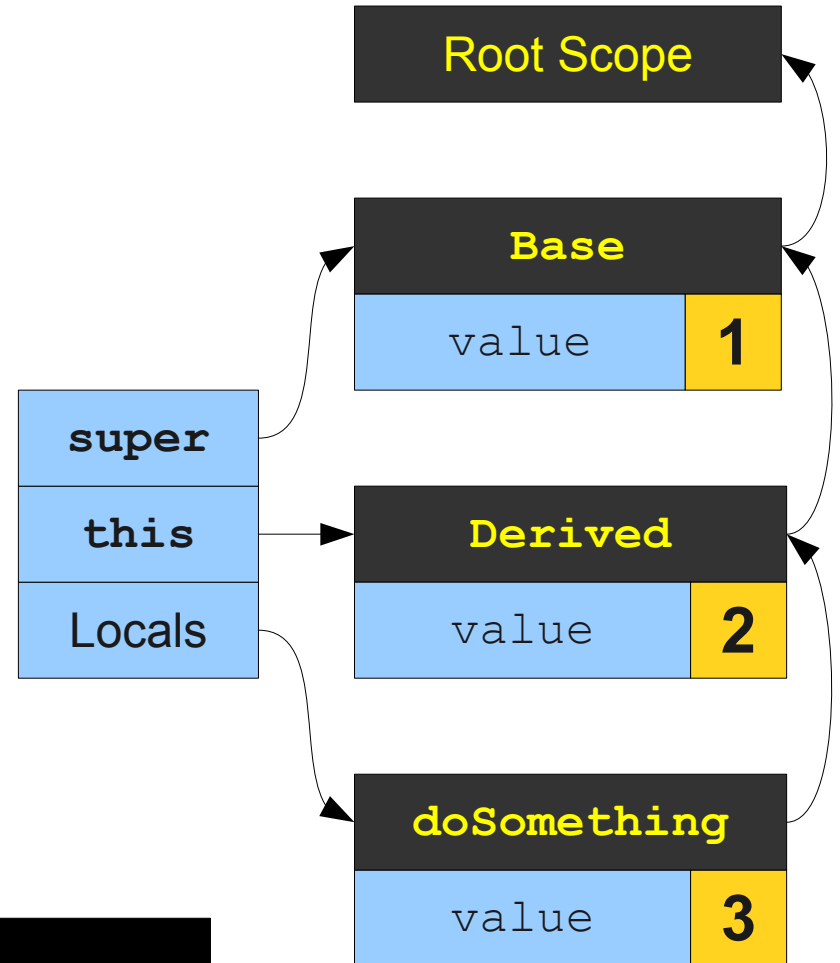 Root Scope
Base
value 1
super
this
Locals
Derived
value 2
doSomething
value 3